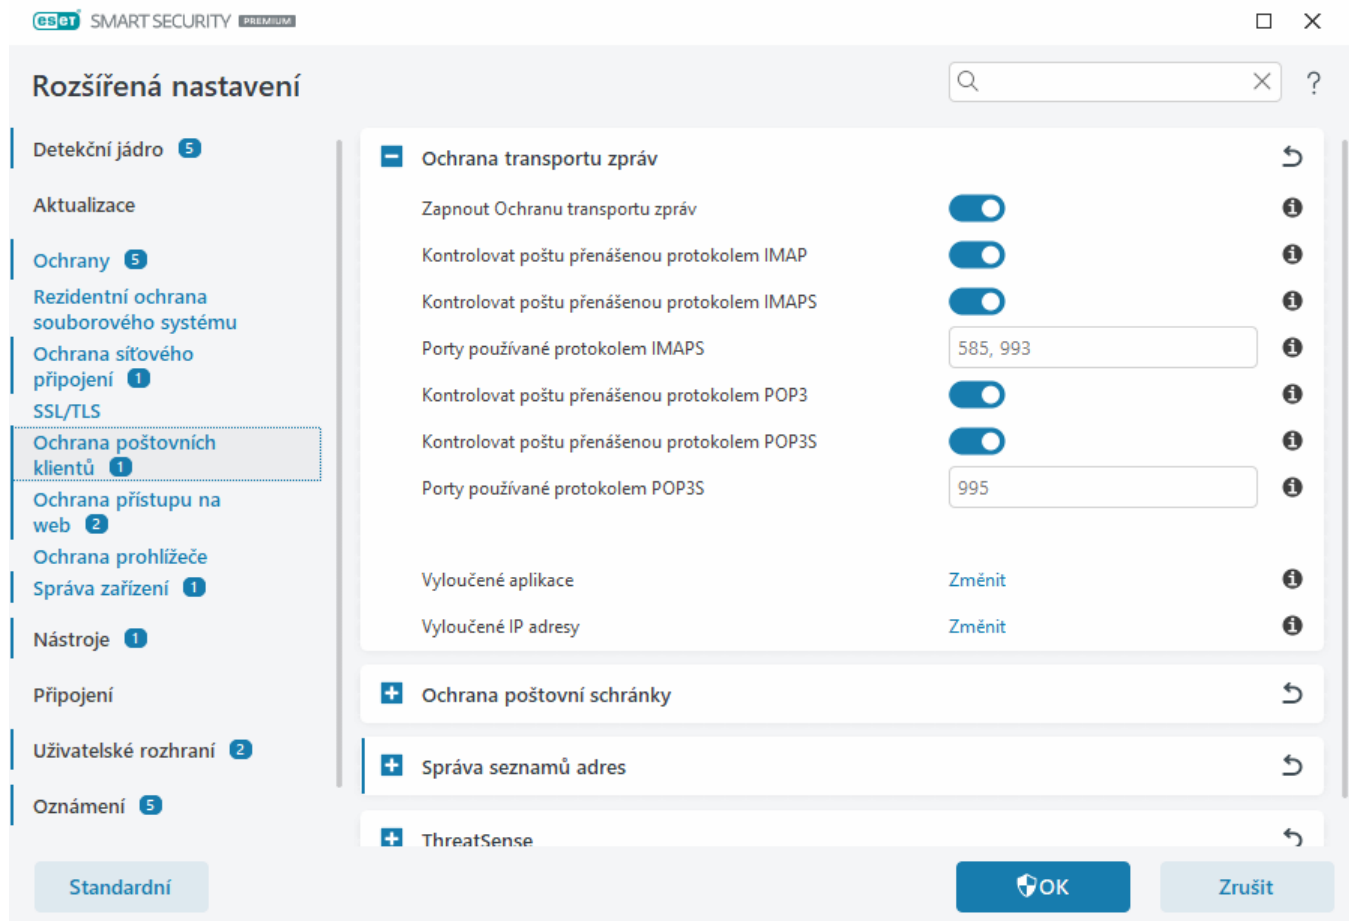 eset SMART SECURITY PREMIUM
Rozšířená nastavení
?
Detekční jádro 5
Aktualizace
Ochrany 5
Rezidentní ochrana
souborového systému
Ochrana síťového
připojení 1
SSL/TLS
Ochrana poštovních
klientů 1
Ochrana přístupu na
web 2
Ochrana prohlížeče
Správa zařízení 1
Nástroje 1
Připojení
Uživatelské rozhraní 2
Oznámení 5
Ochrana transportu zpráv
Zapnout Ochranu transportu zpráv
Kontrolovat poštu přenášenou protokolem IMAP
Kontrolovat poštu přenášenou protokolem IMAPS
Porty používané protokolem IMAPS 585, 993
Kontrolovat poštu přenášenou protokolem POP3
Kontrolovat poštu přenášenou protokolem POP3S
Porty používané protokolem POP3S 995
Vyloučené aplikace Změnit
Vyloučené IP adresy Změnit
Ochrana poštovní schránky
Správa seznamů adres
ThreatSense
Standardní
OK
Zrušit